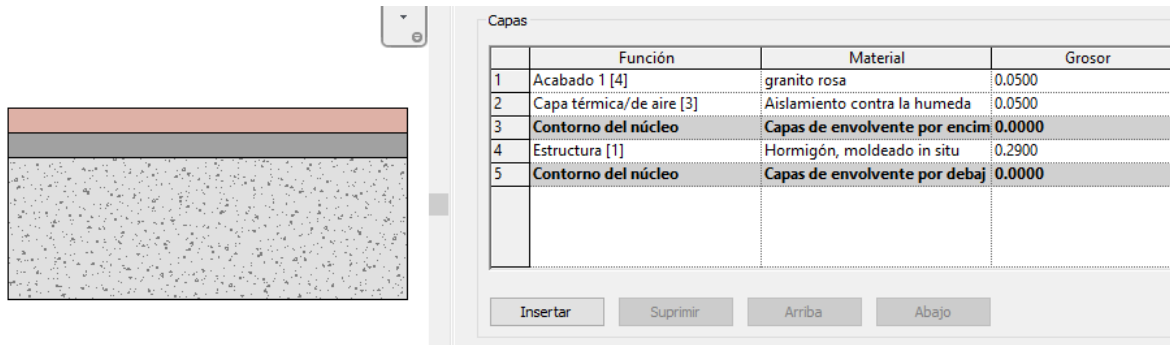 Capas
Función Material Grosor
1 Acabado 1 [4] granito rosa 0.0500
2 Capa térmica/de aire [3] Aislamiento contra la humeda 0.0500
3 Contorno del núcleo Capas de envolvente por encim 0.0000
4 Estructura [1] Hormigón, moldeado in situ 0.2900
5 Contorno del núcleo Capas de envolvente por debaj 0.0000
Insertar Suprimir Arriba Abajo